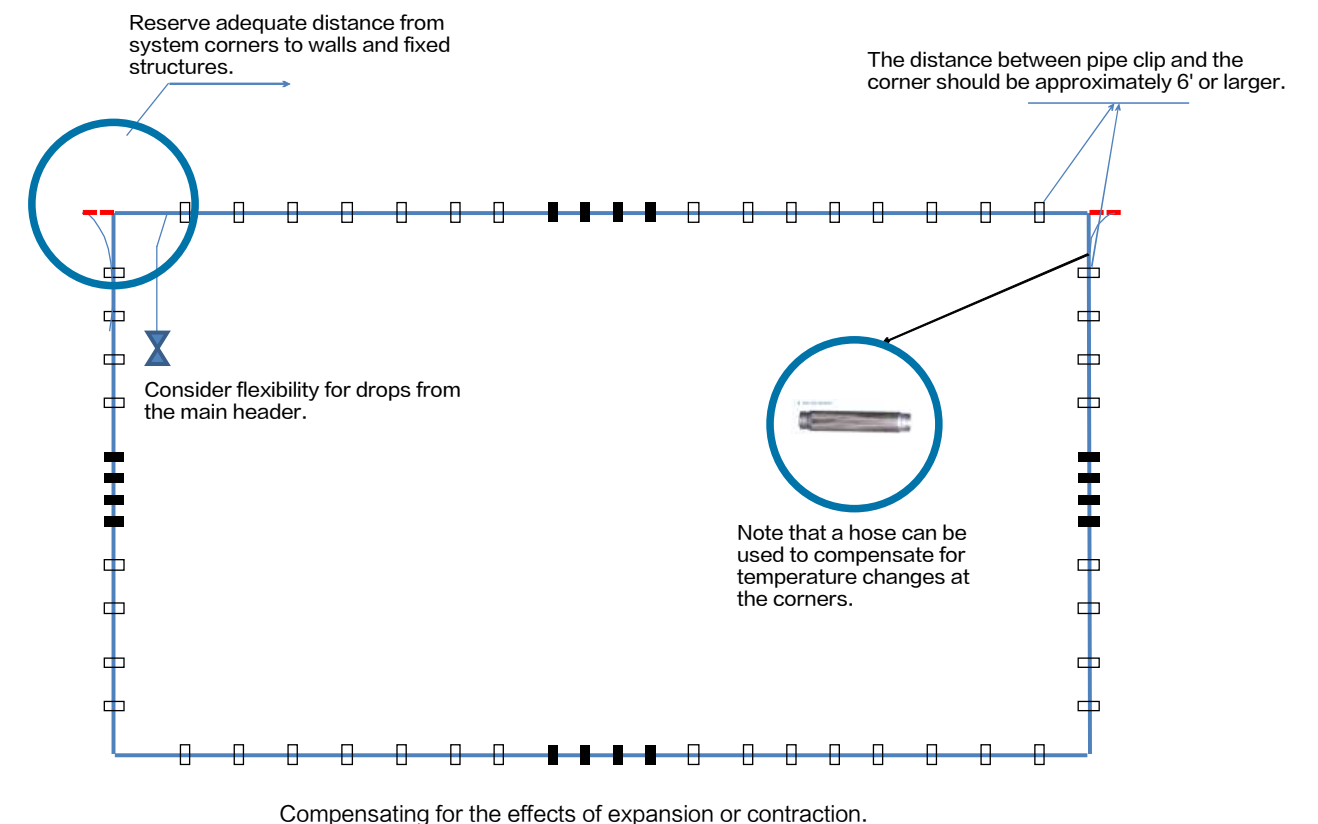 Reserve adequate distance from
system corners to walls and fixed
structures.
The distance between pipe clip and the
corner should be approximately 6' or larger.
Consider flexibility for drops from
the main header.
Note that a hose can be
used to compensate for
temperature changes at
the corners.
Compensating for the effects of expansion or contraction.